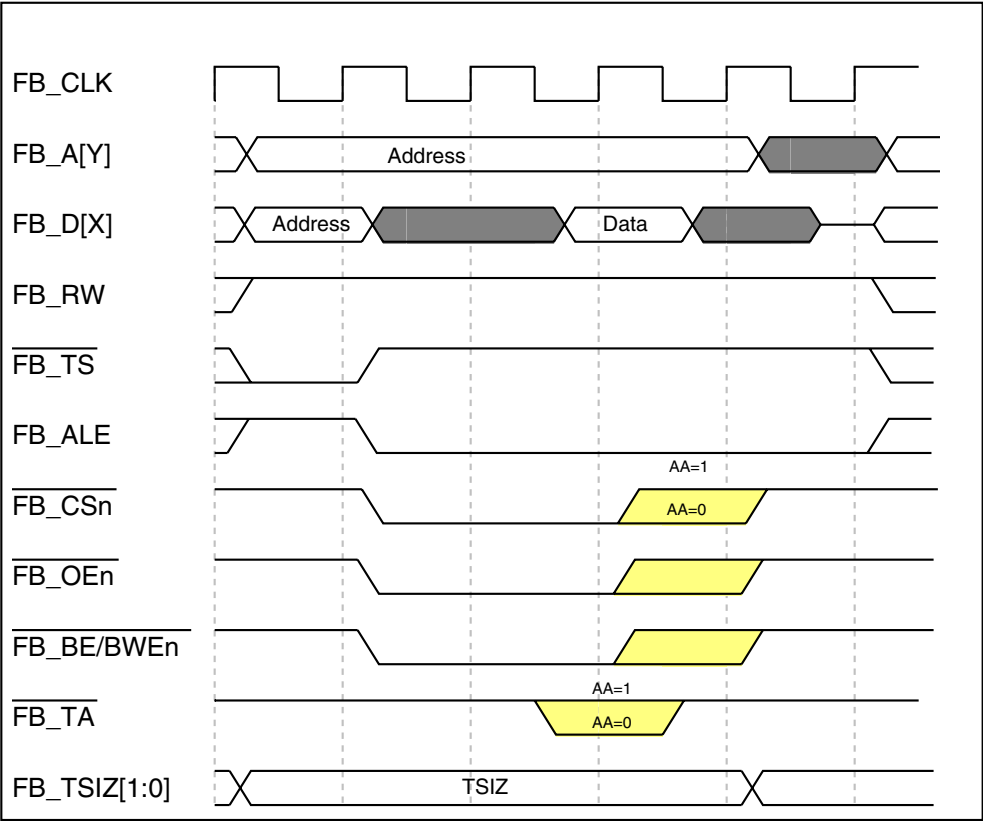 FB_CLK
FB_A[Y]
Address
FB_D[X]
Address
Data
FB_RW
FB_TS
FB_ALE
AA=1
FB_CSn
AA=0
FB_OEn
FB_BE/BWEn
AA=1
FB_TA
AA=0
FB_TSIZ[1:0]
TSIZ